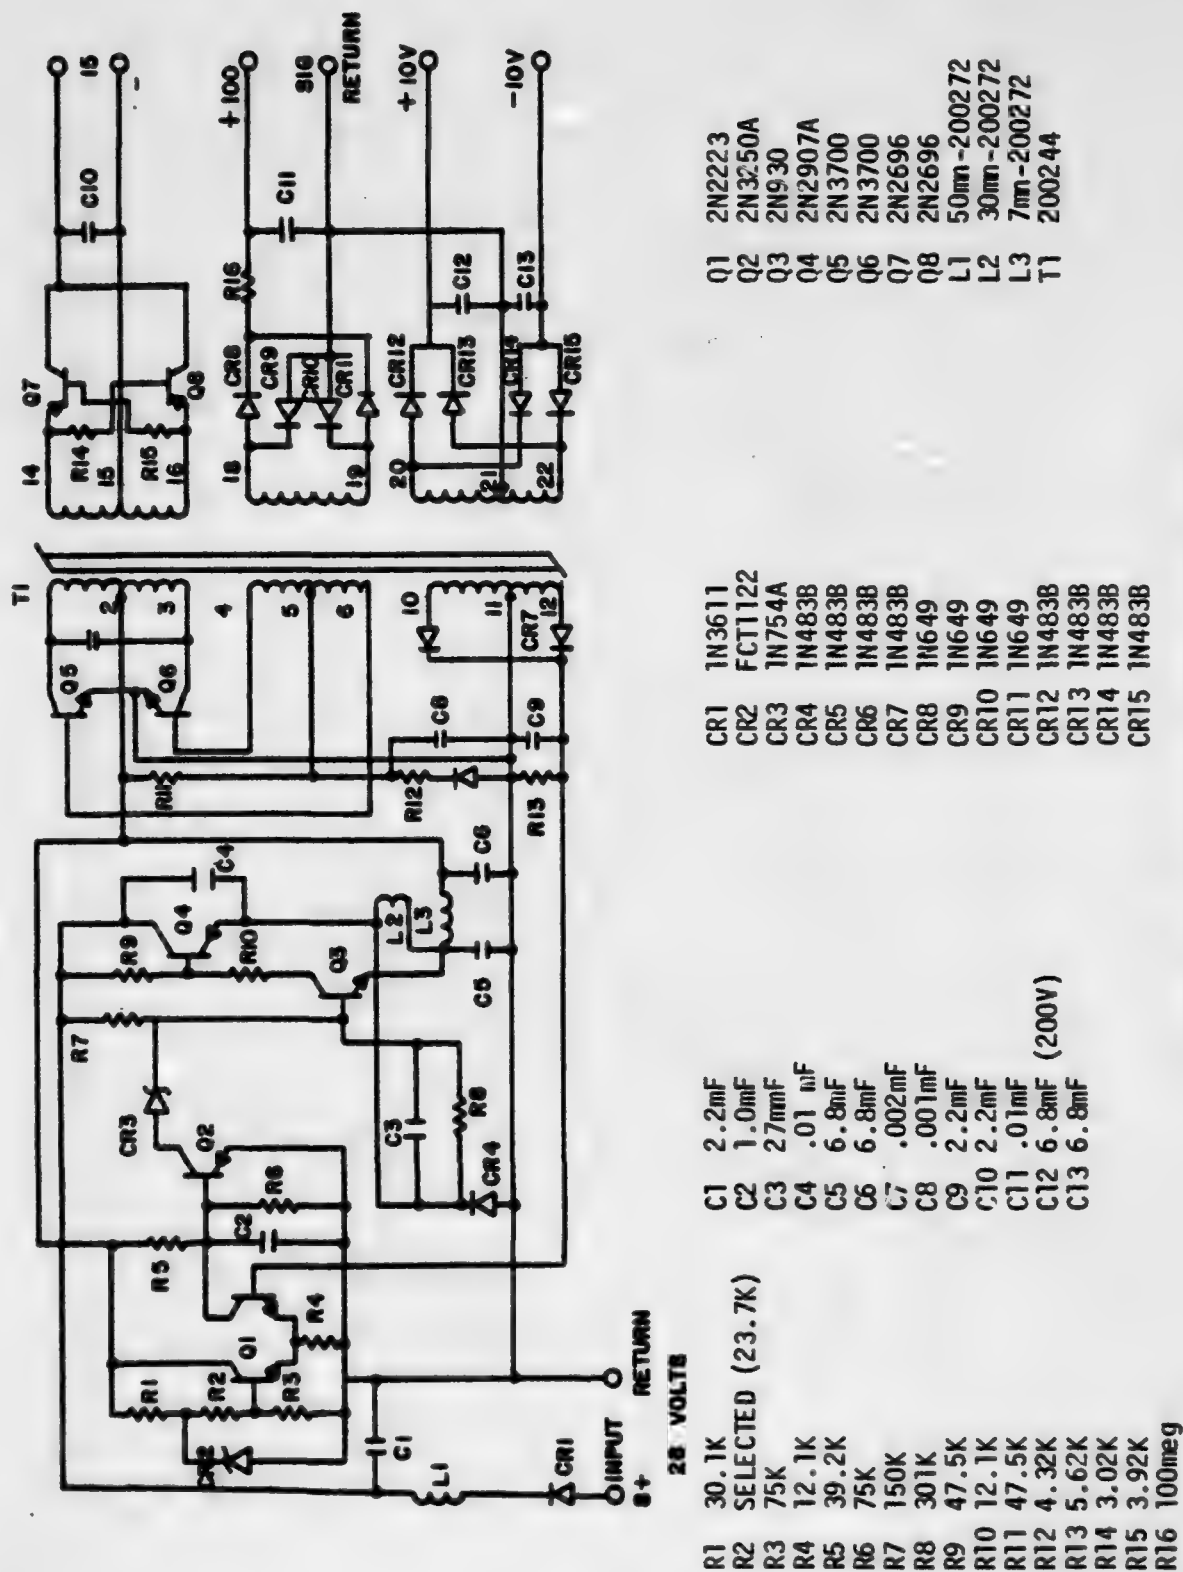 T1
14
Q7
R14
15
R15
16
Q8
C10
15
-
18
CR8
CR9
CR10
CR11
19
R16
C11
+100
SIG
RETURN
20
CR12
CR13
21
CR14
CR15
22
C12
C13
+10V
-10V
Q5
Q6
2
3
4
5
6
R11
R12
C8
C9
R13
10
11
CR7
12
R7
R9
Q4
C4
R10
Q3
L2
L3
C5
C6
CR3
Q2
C3
R8
CR4
R5
C2
R6
R1
Q1
R2
R3
R4
CR2
C1
L1
CR1
INPUT
RETURN
28 VOLTS
R1 30.1K
R2 SELECTED (23.7K)
R3 75K
R4 12.1K
R5 39.2K
R6 75K
R7 150K
R8 301K
R9 47.5K
R10 12.1K
R11 47.5K
R12 4.32K
R13 5.62K
R14 3.02K
R15 3.92K
R16 100meg
C1 2.2mF
C2 1.0mF
C3 27mmF
C4 .01 mF
C5 6.8mF
C6 6.8mF
C7 .002mF
C8 .001mF
C9 2.2mF
C10 2.2mF
C11 .01mF
C12 6.8mF (200V)
C13 6.8mF
CR1 1N3611
CR2 FCT1122
CR3 1N754A
CR4 1N483B
CR5 1N483B
CR6 1N483B
CR7 1N483B
CR8 1N649
CR9 1N649
CR10 1N649
CR11 1N649
CR12 1N483B
CR13 1N483B
CR14 1N483B
CR15 1N483B
Q1 2N2223
Q2 2N3250A
Q3 2N930
Q4 2N2907A
Q5 2N3700
Q6 2N3700
Q7 2N2696
Q8 2N2696
L1 50mn-200272
L2 30mn-200272
L3 7mn-200272
T1 200244